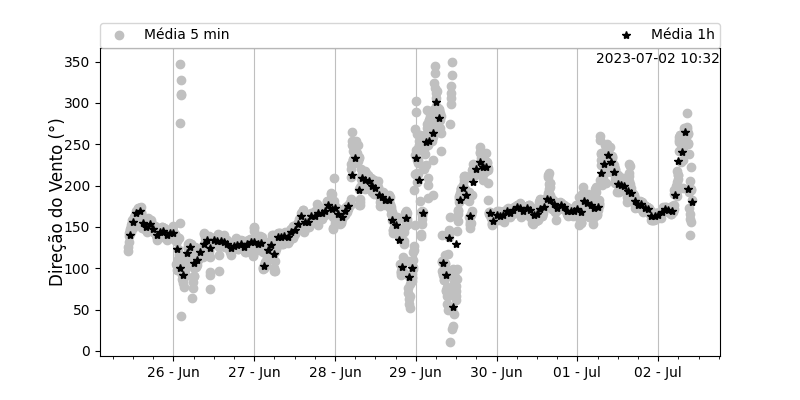 Média 5 min
Média 1h
2023-07-02 10:32
Direção do Vento (°)
350
300
250
200
150
100
50
0
26 - Jun
27 - Jun
28 - Jun
29 - Jun
30 - Jun
01 - Jul
02 - Jul